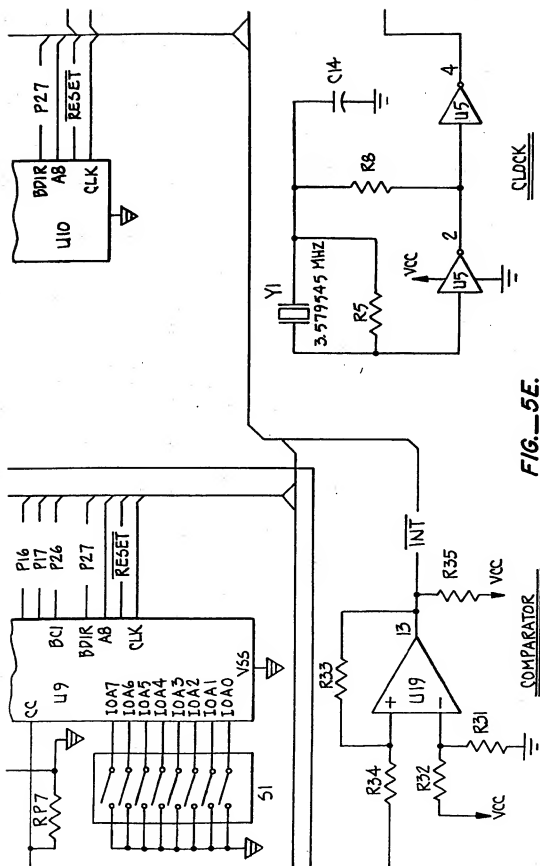 P16
P17
P26
P27
RESET
CC
U9
BC1
BDIR
A8
CLK
VSS
IOA7
IOA6
IOA5
IOA4
IOA3
IOA2
IOA1
IOA0
RP7
S1
P27
RESET
BDIR
A8
CLK
U10
Y1
3.579545 MHZ
R5
R8
C14
VCC
U5
2
U5
4
CLOCK
R33
R34
R32
R31
R35
VCC
VCC
+
-
U19
13
INT
COMPARATOR
FIG._5E.